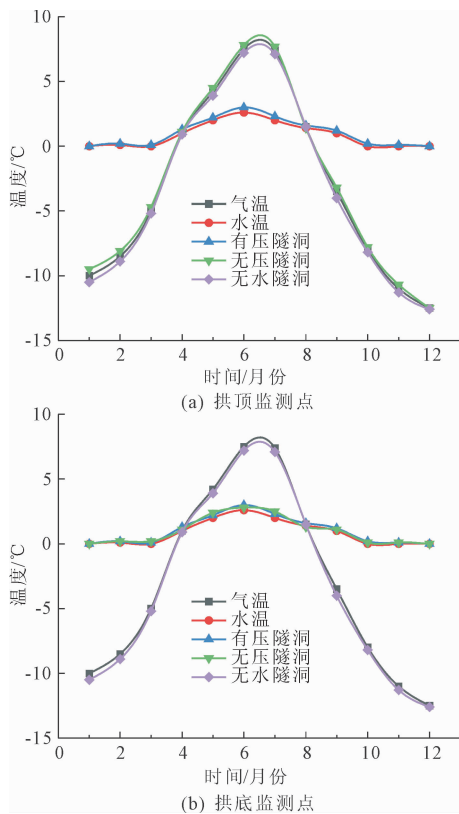 10
5
0
-5
-10
-15
温度/℃
气温
水温
有压隧洞
无压隧洞
无水隧洞
0 2 4 6 8 10 12
时间/月份
(a) 拱顶监测点
10
5
0
-5
-10
-15
温度/℃
气温
水温
有压隧洞
无压隧洞
无水隧洞
0 2 4 6 8 10 12
时间/月份
(b) 拱底监测点